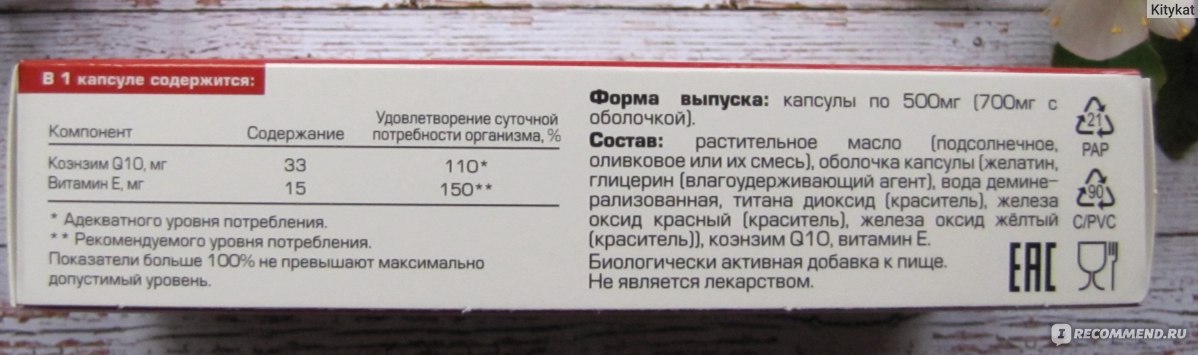 Kitykat
В 1 капсуле содержится:
Компонент Содержание Удовлетворение суточной потребности организма, %
Коэнзим Q10, мг 33 110*
Витамин Е, мг 15 150**
* Адекватного уровня потребления.
** Рекомендуемого уровня потребления.
Показатели больше 100% не превышают максимально
допустимый уровень.
Форма выпуска: капсулы по 500мг (700мг с
оболочкой).
Состав: растительное масло (подсолнечное,
оливковое или их смесь), оболочка капсулы (желатин,
глицерин (влагоудерживающий агент), вода демине-
рализованная, титана диоксид (краситель), железа
оксид красный (краситель), железа оксид жёлтый
(краситель)), коэнзим Q10, витамин Е.
Биологически активная добавка к пище.
Не является лекарством.
21
PAP
90
C/PVC
EAC
I RECOMMEND.RU